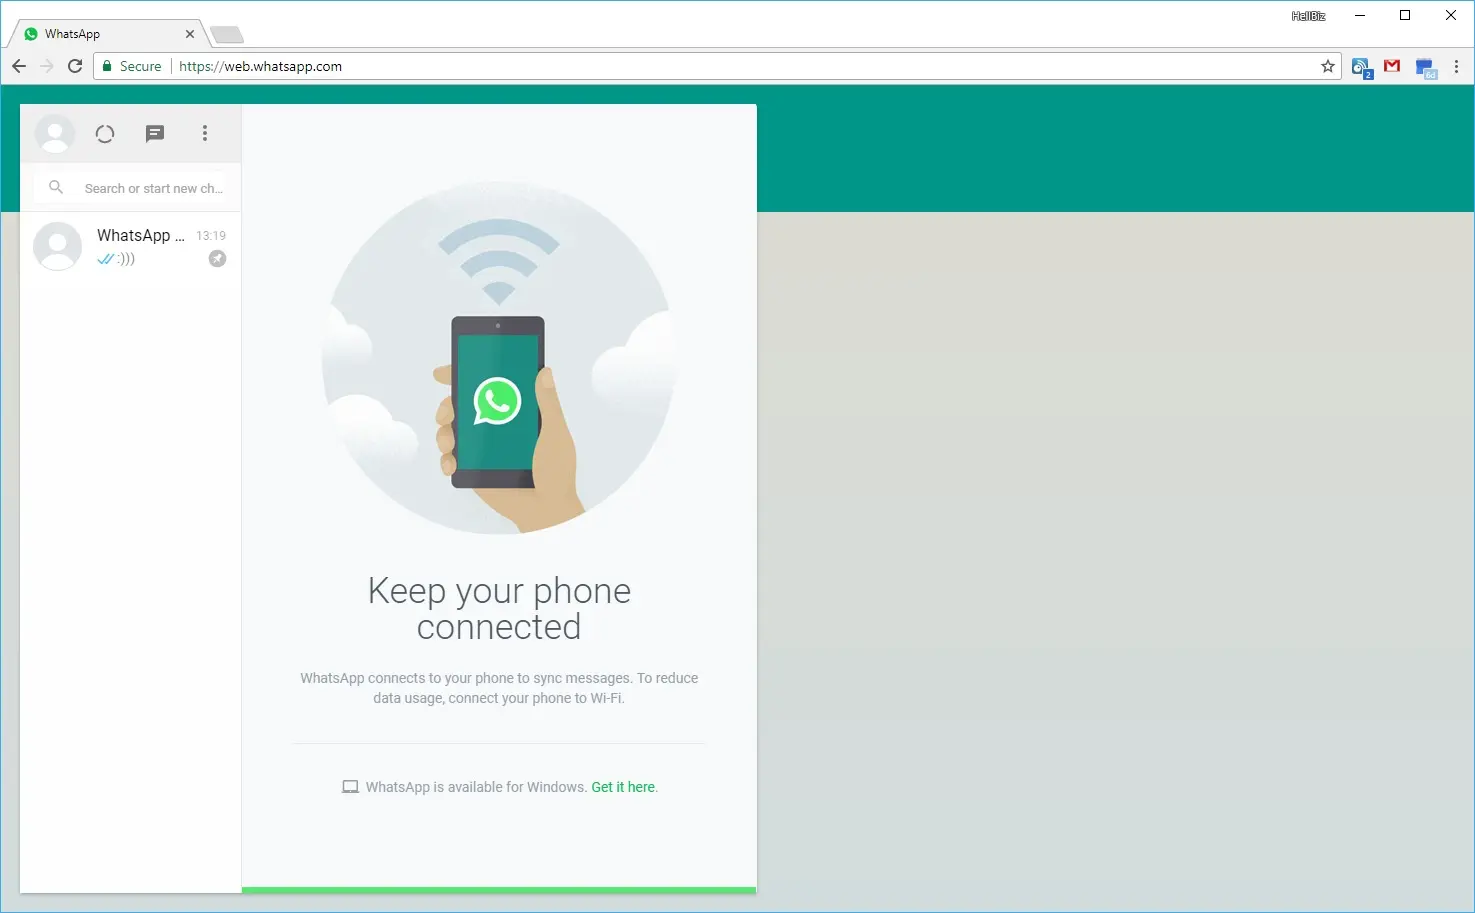 HellBiz
WhatsApp
Secure
https://web.whatsapp.com
2
6d
Search or start new ch...
WhatsApp ...
13:19
:)))
Keep your phone
connected
WhatsApp connects to your phone to sync messages. To reduce
data usage, connect your phone to Wi-Fi.
WhatsApp is available for Windows. Get it here.